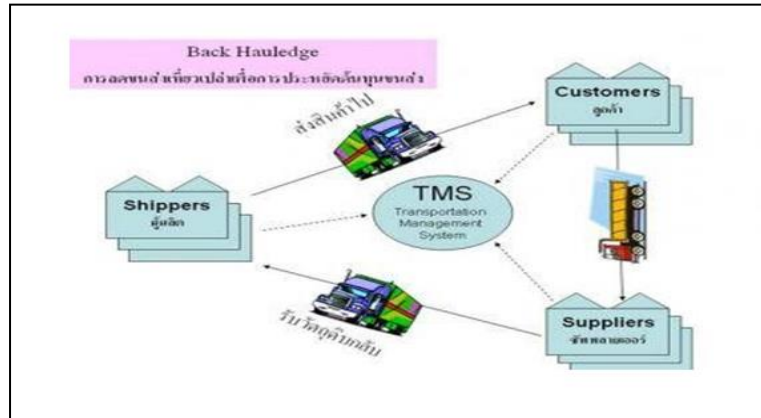 Back Hauledge
การลดขนส่งเที่ยวเปล่าเพื่อการประหยัดต้นทุนขนส่ง
ส่งสินค้าไป
Customers
ลูกค้า
Shippers
ผู้ผลิต
TMS
Transportation
Management
System
รับวัตถุดิบกลับ
Suppliers
ซัพพลายเออร์